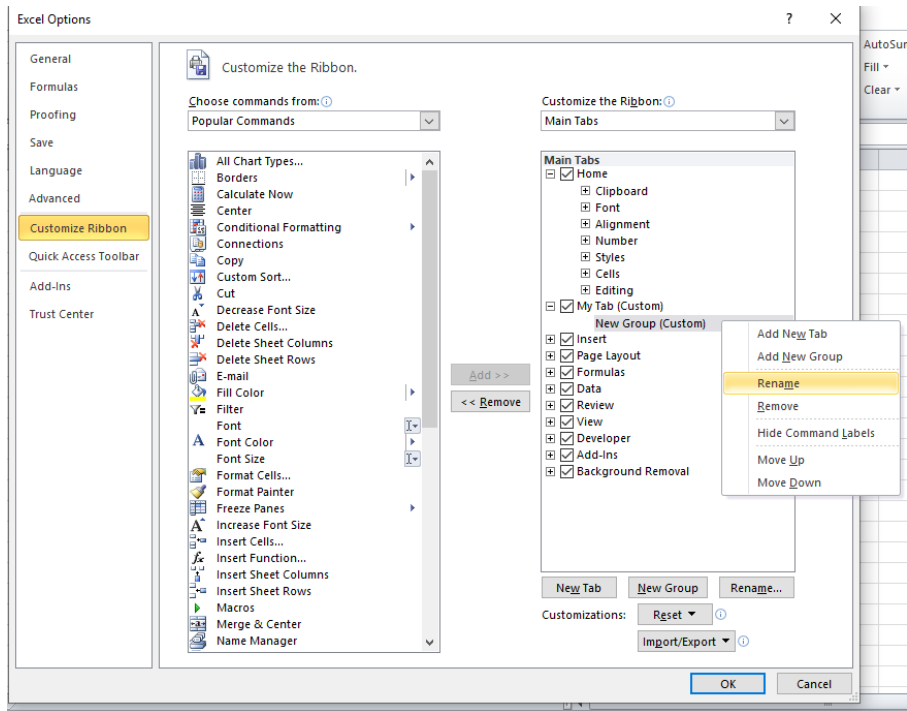 Excel Options
?
General
Formulas
Proofing
Save
Language
Advanced
Customize Ribbon
Quick Access Toolbar
Add-Ins
Trust Center
Customize the Ribbon.
Choose commands from:
Popular Commands
All Chart Types...
Borders
Calculate Now
Center
Conditional Formatting
Connections
Copy
Custom Sort...
Cut
Decrease Font Size
Delete Cells...
Delete Sheet Columns
Delete Sheet Rows
E-mail
Fill Color
Filter
Font
Font Color
Font Size
Format Cells...
Format Painter
Freeze Panes
Increase Font Size
Insert Cells...
Insert Function...
Insert Sheet Columns
Insert Sheet Rows
Macros
Merge & Center
Name Manager
Add >>
<< Remove
Customize the Ribbon:
Main Tabs
Main Tabs
Home
Clipboard
Font
Alignment
Number
Styles
Cells
Editing
My Tab (Custom)
New Group (Custom)
Insert
Page Layout
Formulas
Data
Review
View
Developer
Add-Ins
Background Removal
Add New Tab
Add New Group
Rename
Remove
Hide Command Labels
Move Up
Move Down
New Tab
New Group
Rename...
Customizations:
Reset
Import/Export
OK
Cancel
AutoSu
Fill
Clear